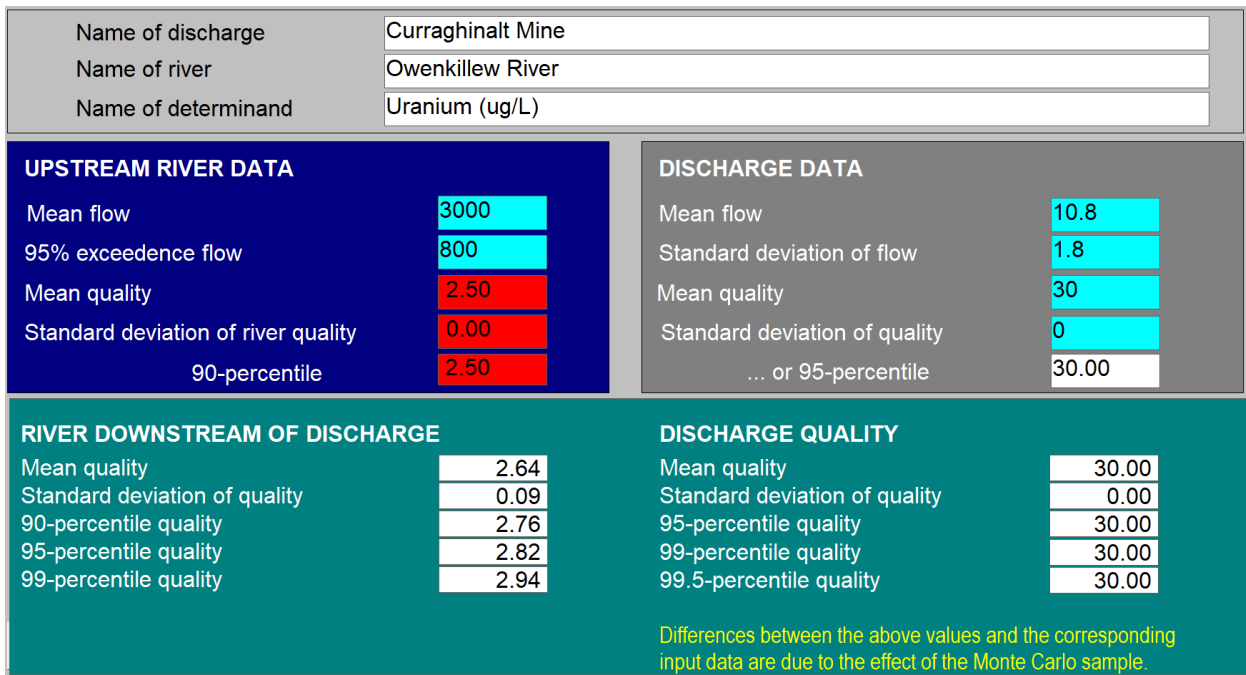 Name of discharge Curraghinalt Mine
Name of river Owenkillew River
Name of determinand Uranium (ug/L)
UPSTREAM RIVER DATA
Mean flow 3000
95% exceedence flow 800
Mean quality 2.50
Standard deviation of river quality 0.00
90-percentile 2.50
DISCHARGE DATA
Mean flow 10.8
Standard deviation of flow 1.8
Mean quality 30
Standard deviation of quality 0
... or 95-percentile 30.00
RIVER DOWNSTREAM OF DISCHARGE
Mean quality 2.64
Standard deviation of quality 0.09
90-percentile quality 2.76
95-percentile quality 2.82
99-percentile quality 2.94
DISCHARGE QUALITY
Mean quality 30.00
Standard deviation of quality 0.00
95-percentile quality 30.00
99-percentile quality 30.00
99.5-percentile quality 30.00
Differences between the above values and the corresponding
input data are due to the effect of the Monte Carlo sample.